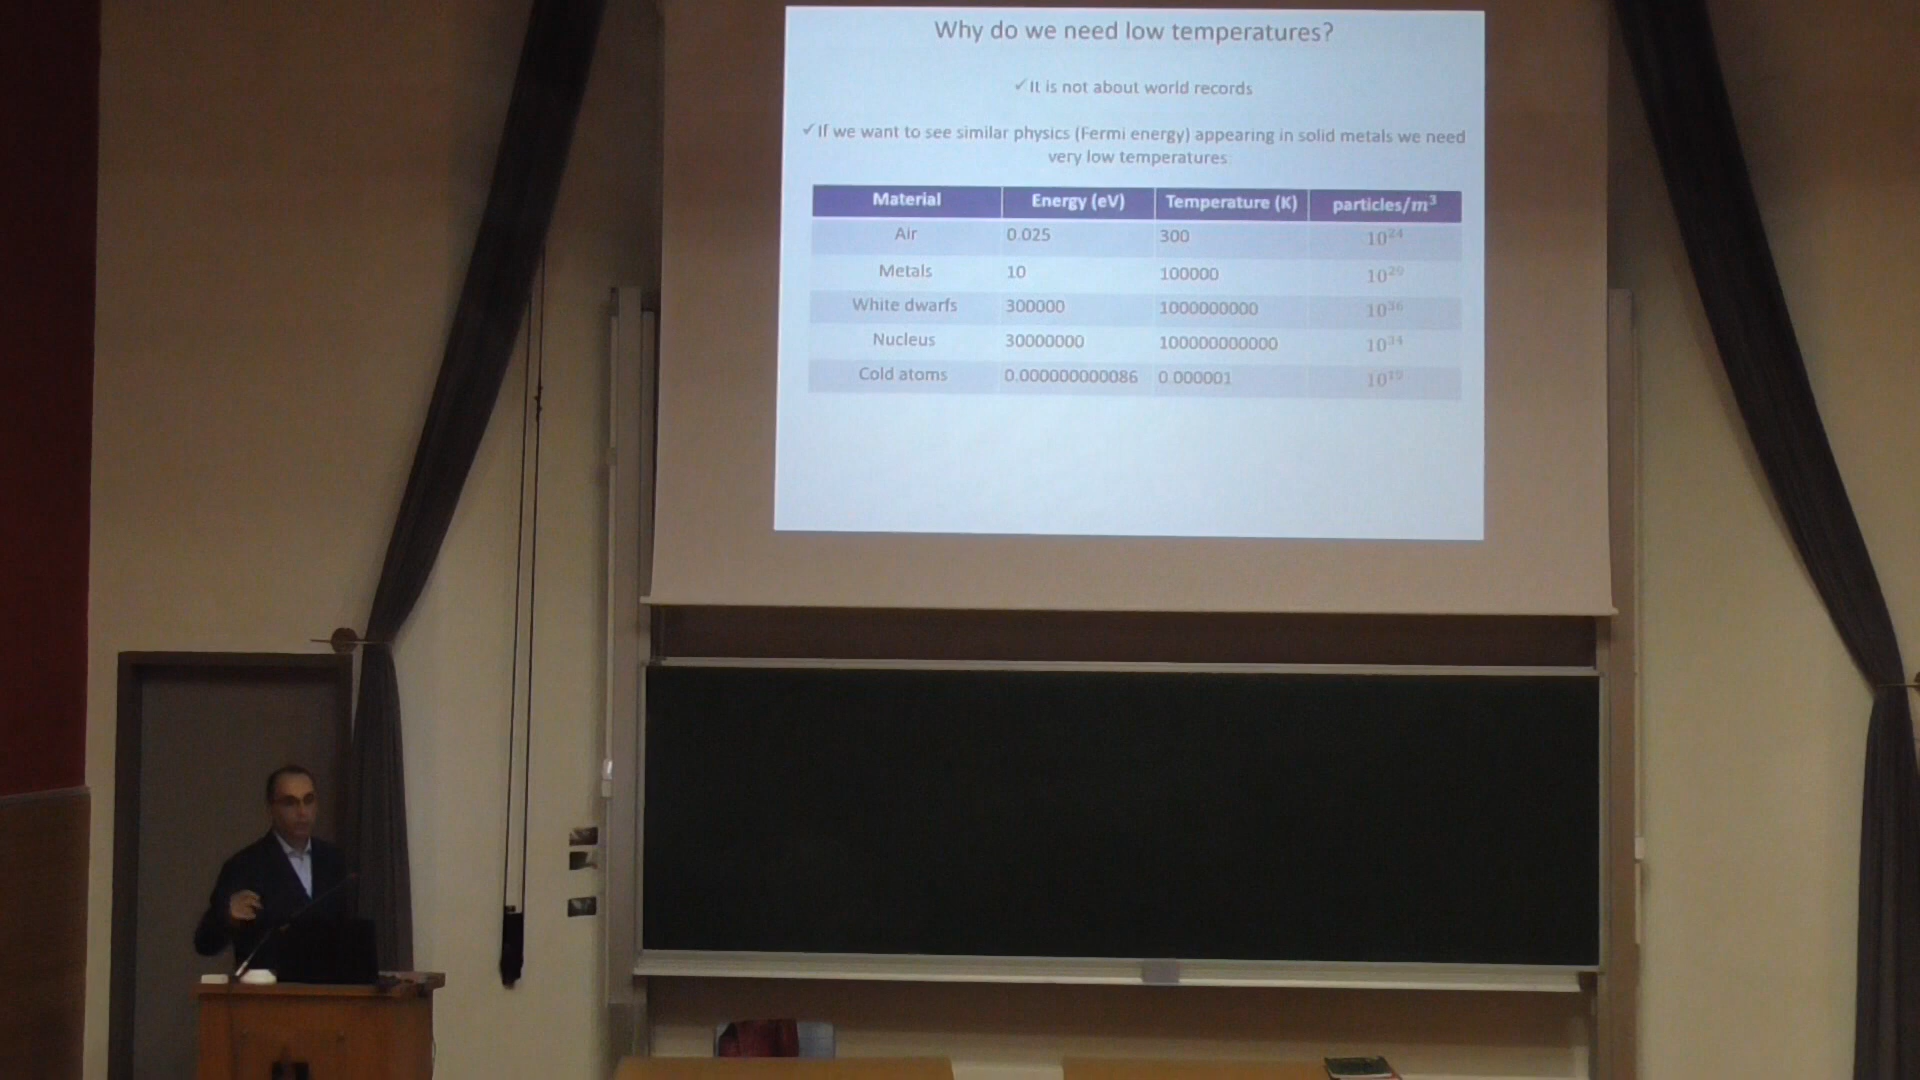 Why do we need low temperatures?
✓ It is not about world records
✓ If we want to see similar physics (Fermi energy) appearing in solid metals we need
very low temperatures
Material Energy (eV) Temperature (K) particles/m³
Air 0.025 300 10²⁴
Metals 10 100000 10²⁹
White dwarfs 300000 1000000000 10³⁶
Nucleus 30000000 100000000000 10³⁴
Cold atoms 0.000000000086 0.000001 10¹⁹